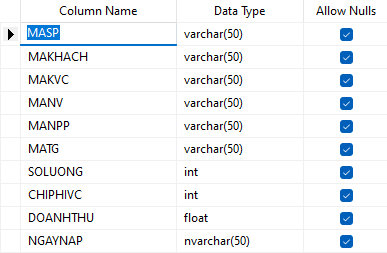 Column Name Data Type Allow Nulls
MASP varchar(50)
MAKHACH varchar(50)
MAKVC varchar(50)
MANV varchar(50)
MANPP varchar(50)
MATG varchar(50)
SOLUONG int
CHIPHIVC int
DOANHTHU float
NGAYNAP nvarchar(50)